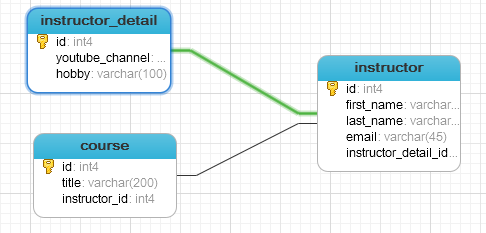 instructor_detail
id: int4
youtube_channel: ...
hobby: varchar(100)
instructor
id: int4
first_name: varchar...
last_name: varchar...
email: varchar(45)
instructor_detail_id...
course
id: int4
title: varchar(200)
instructor_id: int4